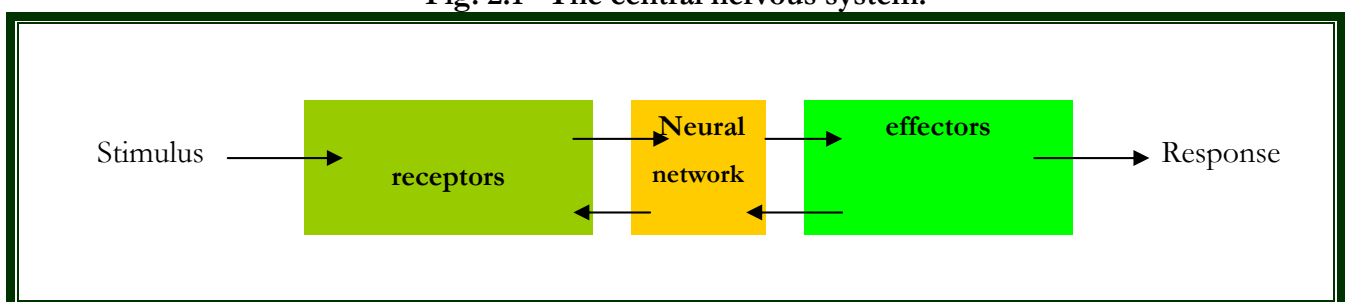 Fig. 2.1 The central nervous system.
Neural
effectors
Stimulus
Response
receptors
network